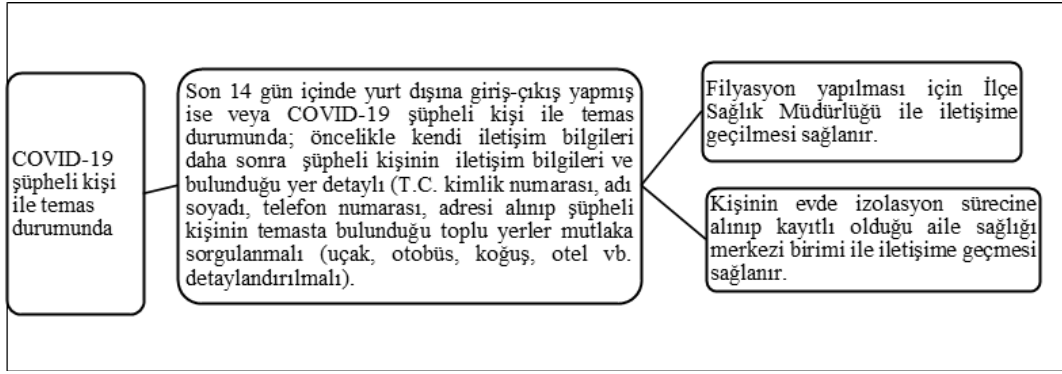 COVID-19
şüpheli kişi
ile temas
durumunda
Son 14 gün içinde yurt dışına giriş-çıkış yapmış
ise veya COVID-19 şüpheli kişi ile temas
durumunda; öncelikle kendi iletişim bilgileri
daha sonra şüpheli kişinin iletişim bilgileri ve
bulunduğu yer detaylı (T.C. kimlik numarası, adı
soyadı, telefon numarası, adresi alınıp şüpheli
kişinin temasta bulunduğu toplu yerler mutlaka
sorgulanmalı (uçak, otobüs, koğuş, otel vb.
detaylandırılmalı).
Filyasyon yapılması için İlçe
Sağlık Müdürlüğü ile iletişime
geçilmesi sağlanır.
Kişinin evde izolasyon sürecine
alınıp kayıtlı olduğu aile sağlığı
merkezi birimi ile iletişime geçmesi
sağlanır.